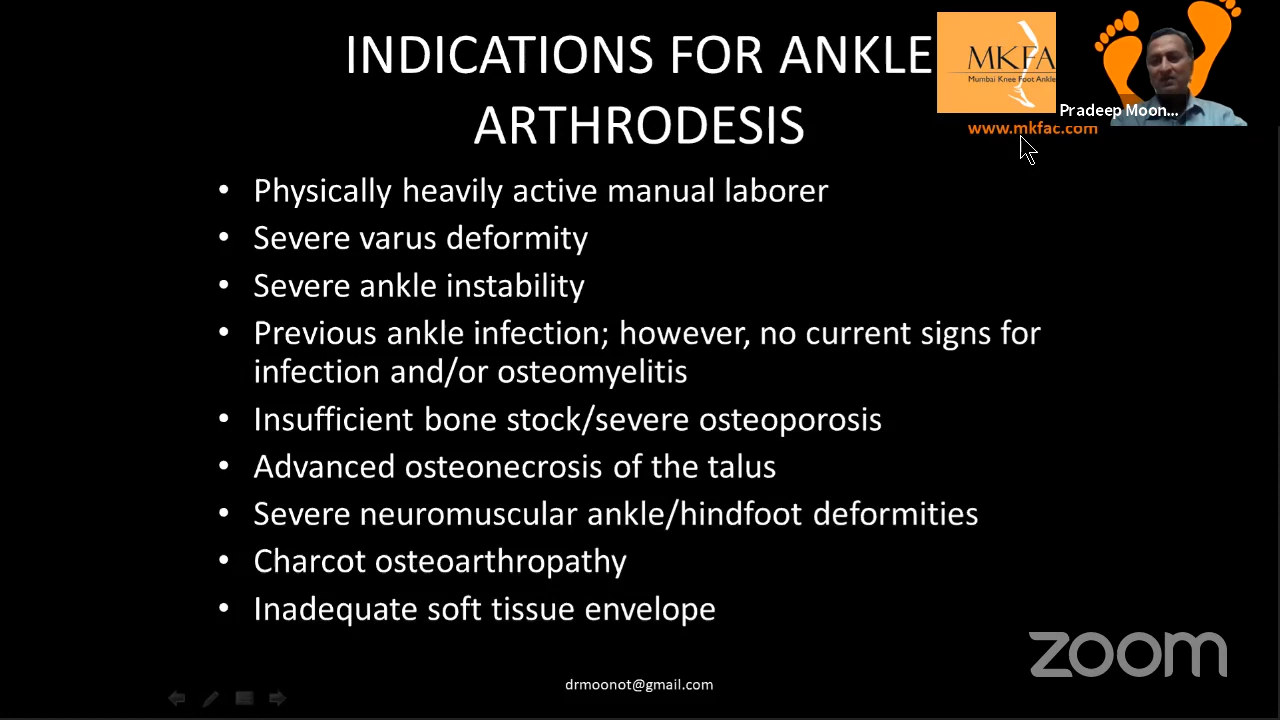 INDICATIONS FOR ANKLE
ARTHRODESIS
MKFA
Mumbai Knee Foot Ankle
Pradeep Moon...
www.mkfac.com
• Physically heavily active manual laborer
• Severe varus deformity
• Severe ankle instability
• Previous ankle infection; however, no current signs for
infection and/or osteomyelitis
• Insufficient bone stock/severe osteoporosis
• Advanced osteonecrosis of the talus
• Severe neuromuscular ankle/hindfoot deformities
• Charcot osteoarthropathy
• Inadequate soft tissue envelope
zoom
drmoonot@gmail.com